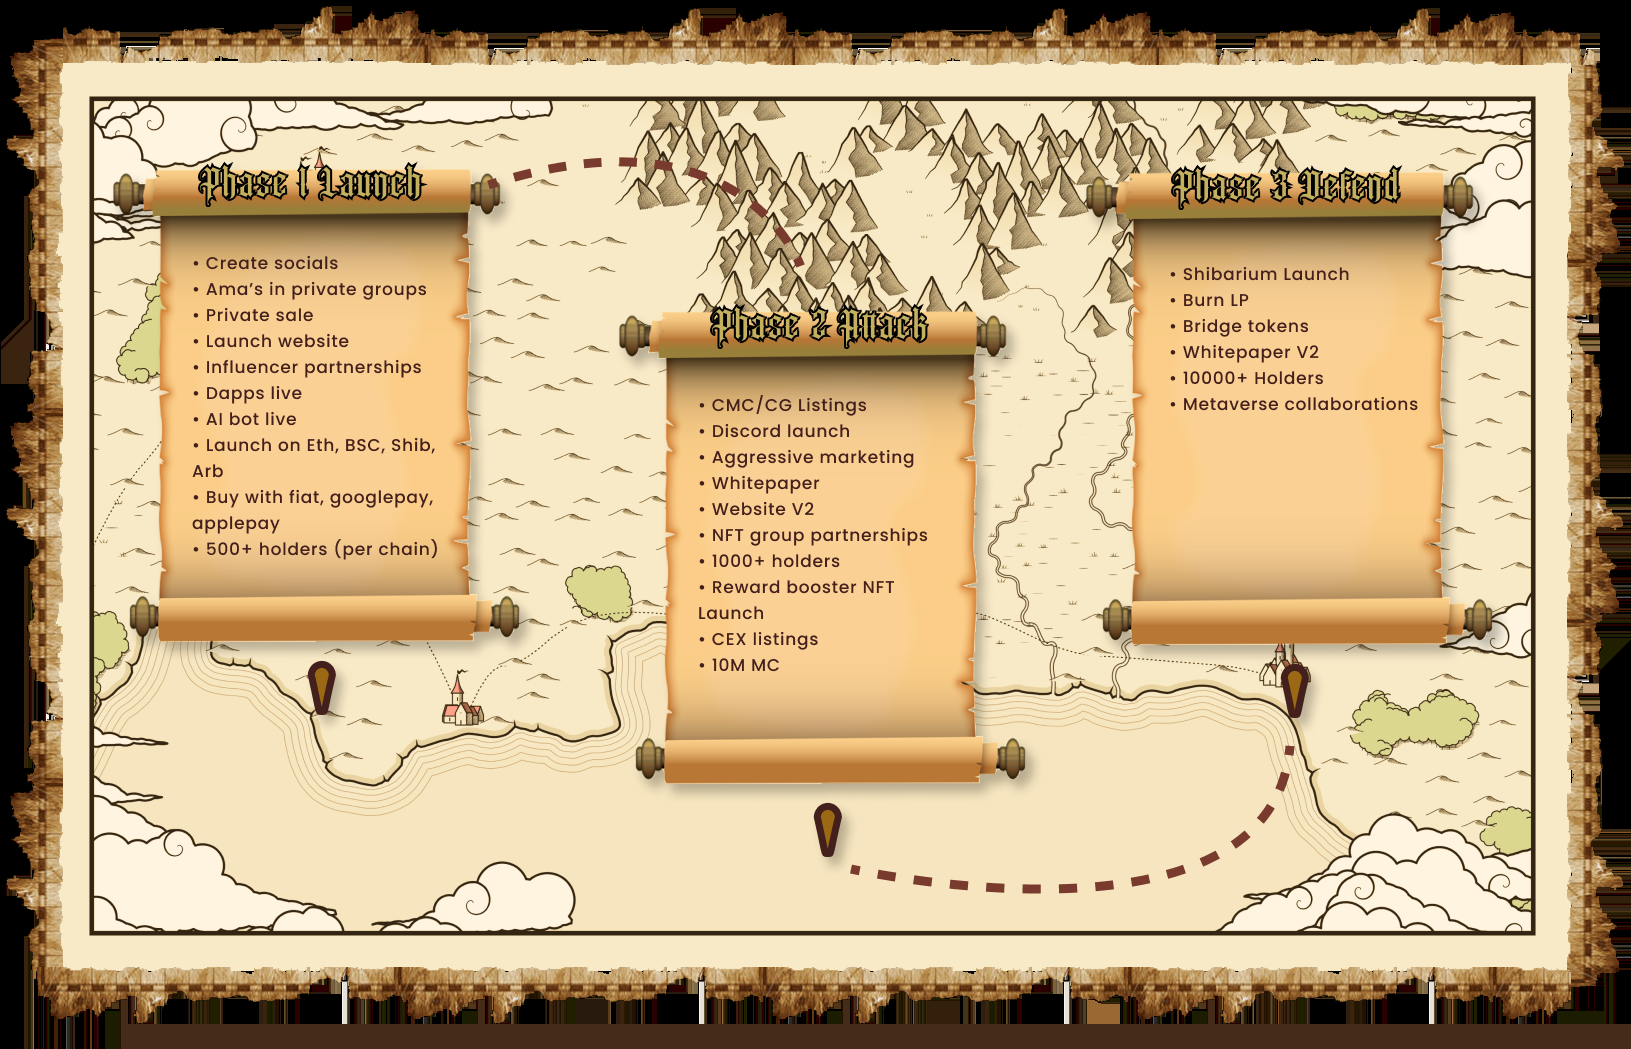 Phase 1 Launch
• Create socials
• Ama's in private groups
• Private sale
• Launch website
• Influencer partnerships
• Dapps live
• AI bot live
• Launch on Eth, BSC, Shib,
Arb
• Buy with fiat, googlepay,
applepay
• 500+ holders (per chain)
Phase 2 Attack
• CMC/CG Listings
• Discord launch
• Aggressive marketing
• Whitepaper
• Website V2
• NFT group partnerships
• 1000+ holders
• Reward booster NFT
Launch
• CEX listings
• 10M MC
Phase 3 Defend
• Shibarium Launch
• Burn LP
• Bridge tokens
• Whitepaper V2
• 10000+ Holders
• Metaverse collaborations